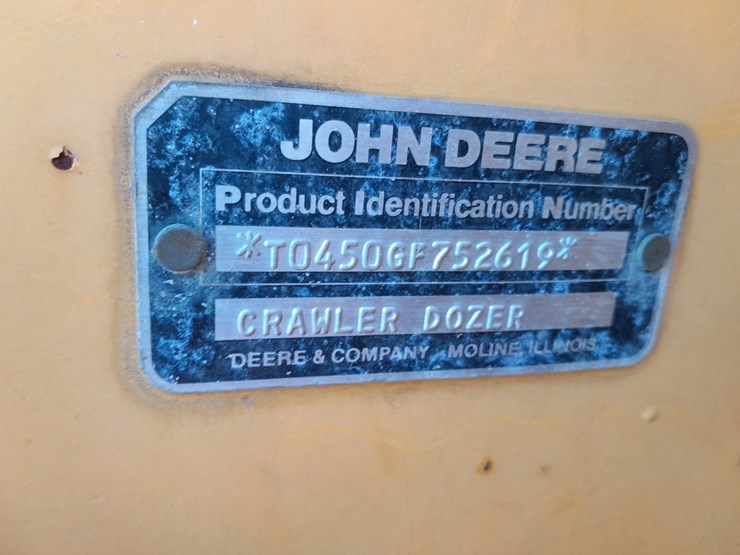 JOHN DEERE
Product Identification Number
*T0450GF752619*
CRAWLER DOZER
DEERE & COMPANY MOLINE, ILLINOIS